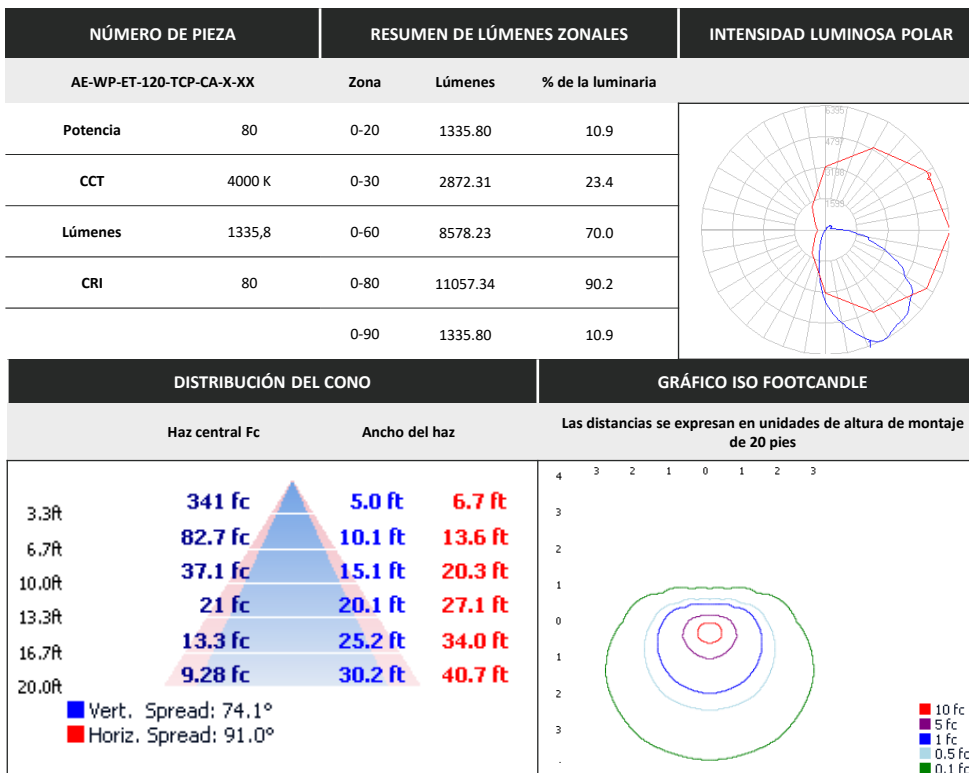 NÚMERO DE PIEZA
RESUMEN DE LÚMENES ZONALES
INTENSIDAD LUMINOSA POLAR
AE-WP-ET-120-TCP-CA-X-XX
Zona Lúmenes % de la luminaria
Potencia 80
0-20 1335.80 10.9
CCT 4000 K
0-30 2872.31 23.4
Lúmenes 1335,8
0-60 8578.23 70.0
CRI 80
0-80 11057.34 90.2
0-90 1335.80 10.9
6395
4797
3198
1599
2
1
DISTRIBUCIÓN DEL CONO
GRÁFICO ISO FOOTCANDLE
Haz central Fc Ancho del haz
Las distancias se expresan en unidades de altura de montaje
de 20 pies
3.3ft 341 fc 5.0 ft 6.7 ft
6.7ft 82.7 fc 10.1 ft 13.6 ft
10.0ft 37.1 fc 15.1 ft 20.3 ft
13.3ft 21 fc 20.1 ft 27.1 ft
16.7ft 13.3 fc 25.2 ft 34.0 ft
20.0ft 9.28 fc 30.2 ft 40.7 ft
Vert. Spread: 74.1°
Horiz. Spread: 91.0°
3 2 1 0 1 2 3
4
3
2
1
0
1
2
3
10 fc
5 fc
1 fc
0.5 fc
0.1 fc